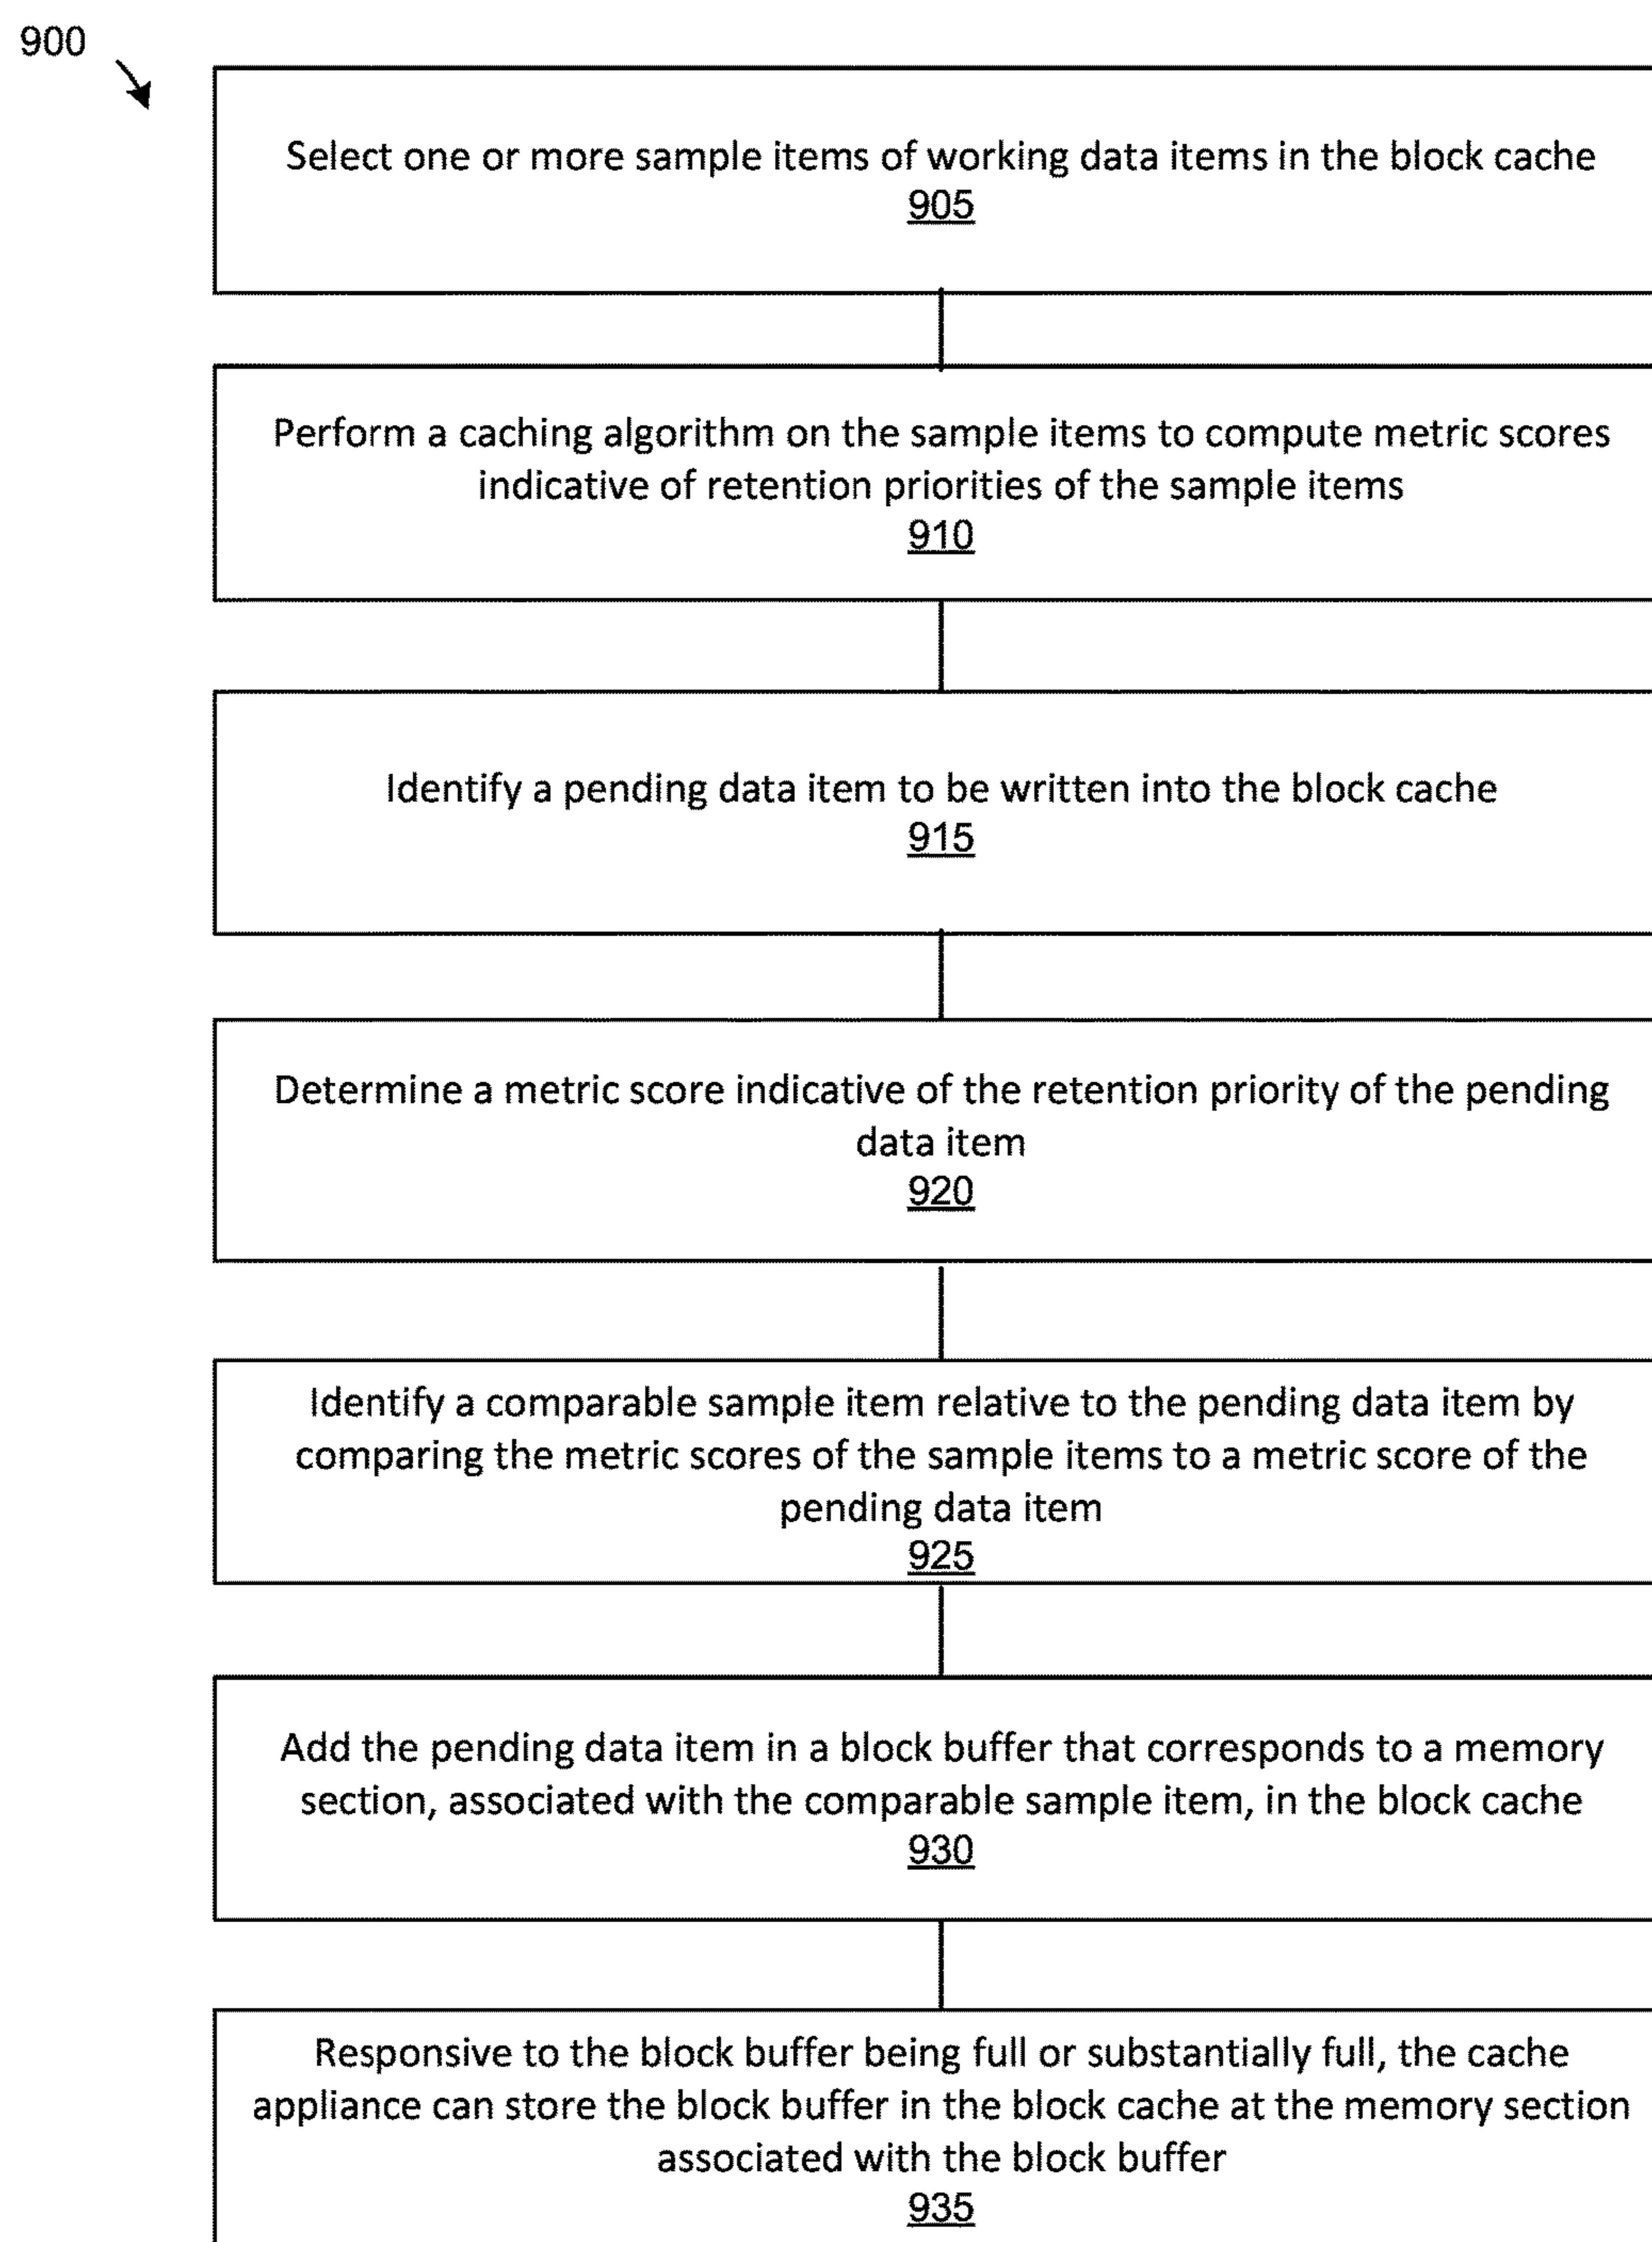 900
Select one or more sample items of working data items in the block cache
905
Perform a caching algorithm on the sample items to compute metric scores
indicative of retention priorities of the sample items
910
Identify a pending data item to be written into the block cache
915
Determine a metric score indicative of the retention priority of the pending
data item
920
Identify a comparable sample item relative to the pending data item by
comparing the metric scores of the sample items to a metric score of the
pending data item
925
Add the pending data item in a block buffer that corresponds to a memory
section, associated with the comparable sample item, in the block cache
930
Responsive to the block buffer being full or substantially full, the cache
appliance can store the block buffer in the block cache at the memory section
associated with the block buffer
935